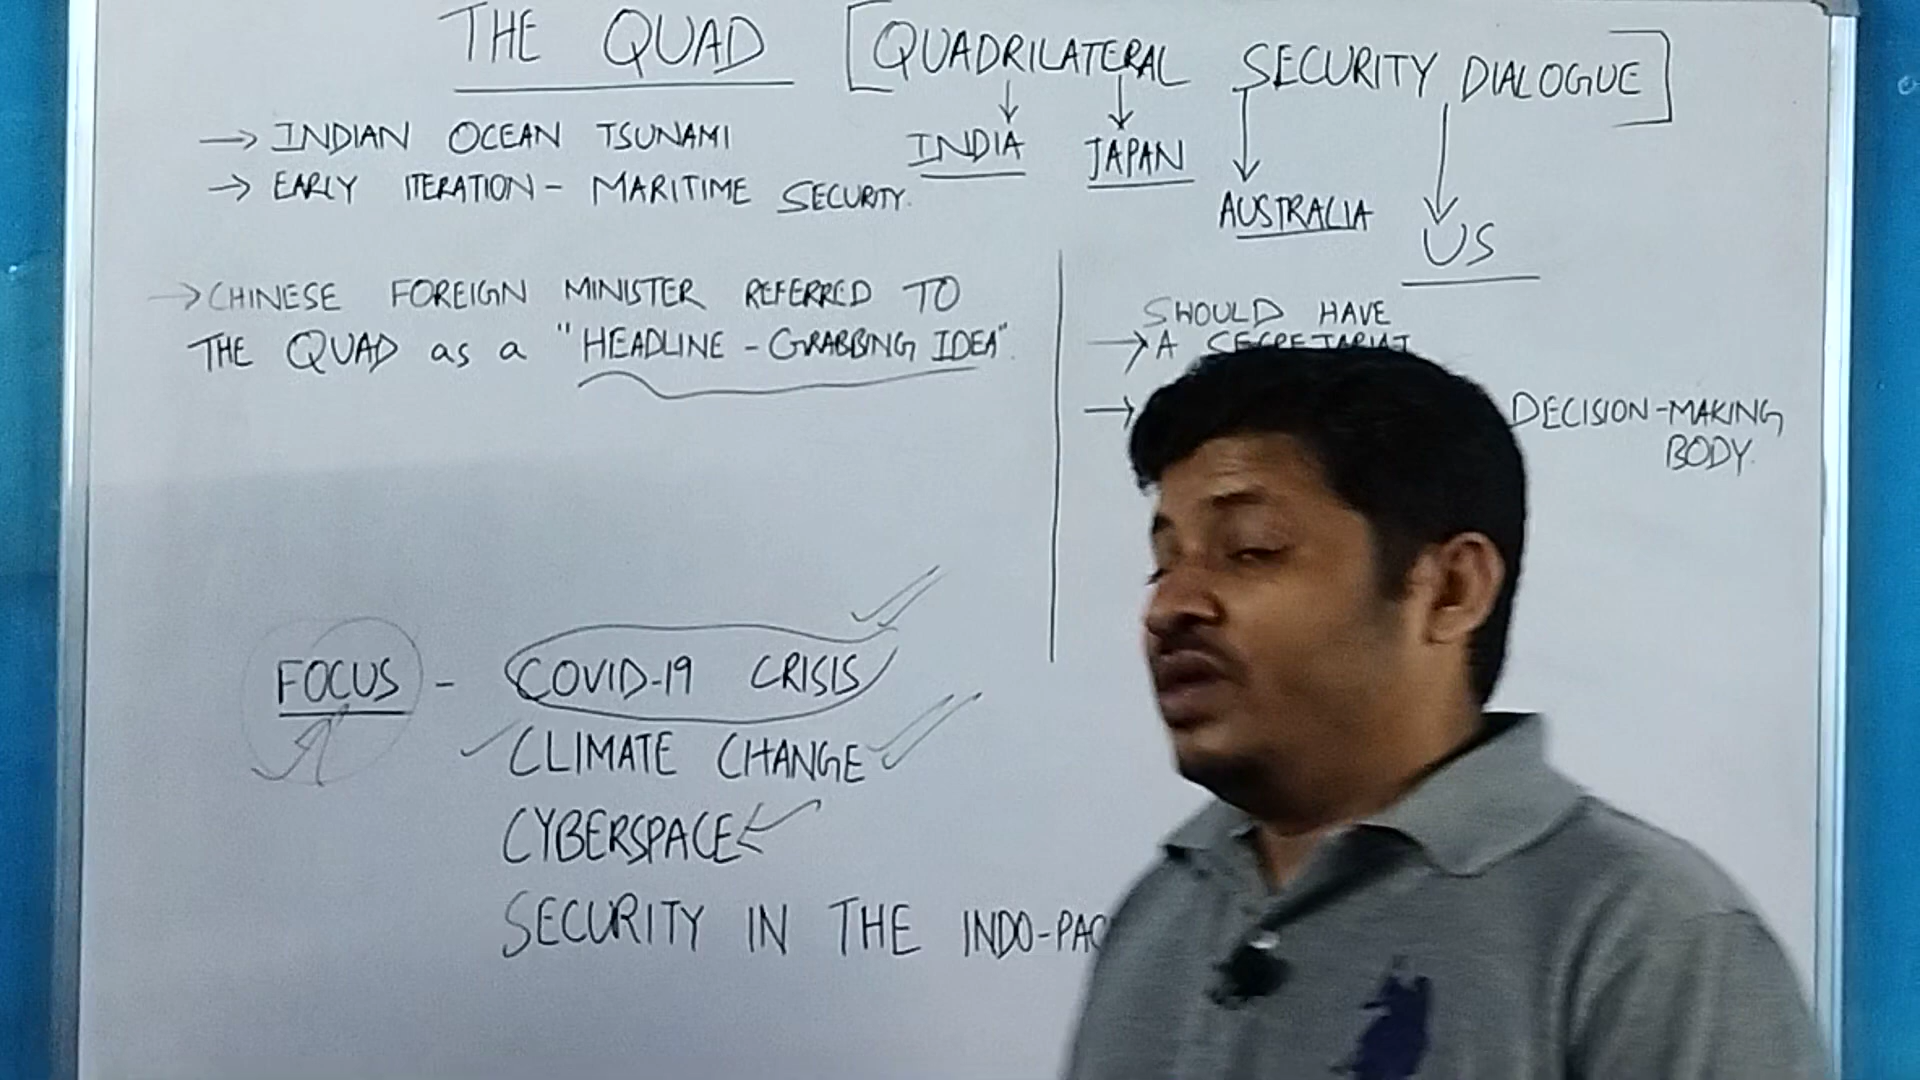 THE QUAD [QUADRILATERAL SECURITY DIALOGUE]
→ INDIAN OCEAN TSUNAMI
→ EARLY ITERATION - MARITIME SECURITY.
INDIA
JAPAN
AUSTRALIA
US
→ CHINESE FOREIGN MINISTER REFERRED TO
THE QUAD as a "HEADLINE - GRABBING IDEA".
SHOULD HAVE
→ A SECRETARIAT
→ DECISION-MAKING
BODY.
FOCUS - COVID-19 CRISIS
CLIMATE CHANGE
CYBERSPACE
SECURITY IN THE